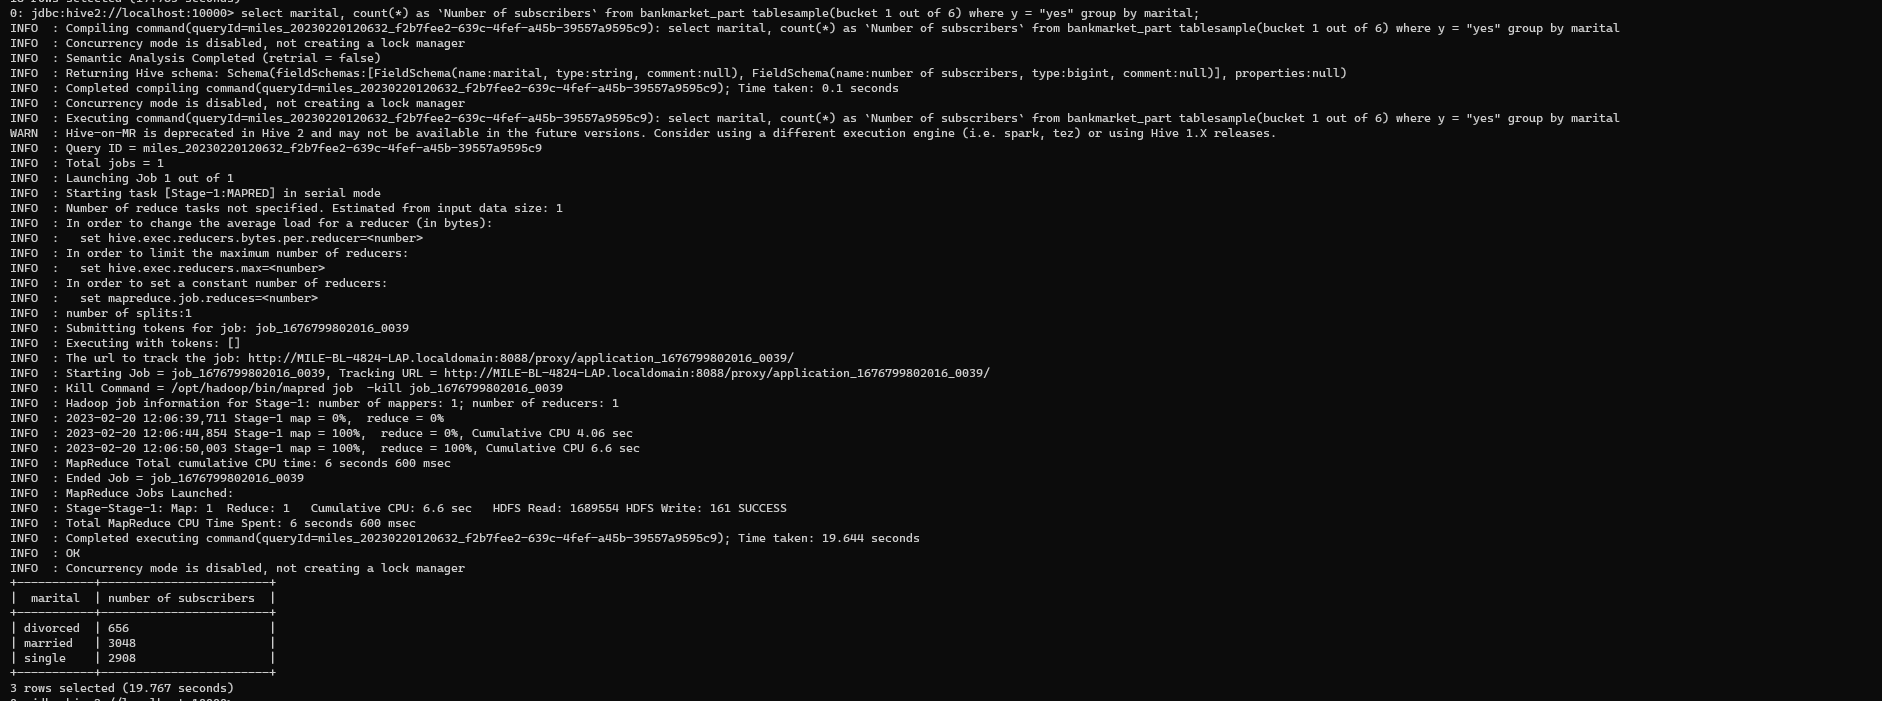 0: jdbc:hive2://localhost:10000> select marital, count(*) as `Number of subscribers` from bankmarket_part tablesample(bucket 1 out of 6) where y = "yes" group by marital;
INFO  : Compiling command(queryId=miles_20230220120632_f2b7fee2-639c-4fef-a45b-39557a9595c9): select marital, count(*) as `Number of subscribers` from bankmarket_part tablesample(bucket 1 out of 6) where y = "yes" group by marital
INFO  : Concurrency mode is disabled, not creating a lock manager
INFO  : Semantic Analysis Completed (retrial = false)
INFO  : Returning Hive schema: Schema(fieldSchemas:[FieldSchema(name:marital, type:string, comment:null), FieldSchema(name:number of subscribers, type:bigint, comment:null)], properties:null)
INFO  : Completed compiling command(queryId=miles_20230220120632_f2b7fee2-639c-4fef-a45b-39557a9595c9); Time taken: 0.1 seconds
INFO  : Concurrency mode is disabled, not creating a lock manager
INFO  : Executing command(queryId=miles_20230220120632_f2b7fee2-639c-4fef-a45b-39557a9595c9): select marital, count(*) as `Number of subscribers` from bankmarket_part tablesample(bucket 1 out of 6) where y = "yes" group by marital
WARN  : Hive-on-MR is deprecated in Hive 2 and may not be available in the future versions. Consider using a different execution engine (i.e. spark, tez) or using Hive 1.X releases.
INFO  : Query ID = miles_20230220120632_f2b7fee2-639c-4fef-a45b-39557a9595c9
INFO  : Total jobs = 1
INFO  : Launching Job 1 out of 1
INFO  : Starting task [Stage-1:MAPRED] in serial mode
INFO  : Number of reduce tasks not specified. Estimated from input data size: 1
INFO  : In order to change the average load for a reducer (in bytes):
INFO  :   set hive.exec.reducers.bytes.per.reducer=<number>
INFO  : In order to limit the maximum number of reducers:
INFO  :   set hive.exec.reducers.max=<number>
INFO  : In order to set a constant number of reducers:
INFO  :   set mapreduce.job.reduces=<number>
INFO  : number of splits:1
INFO  : Submitting tokens for job: job_1676799802016_0039
INFO  : Executing with tokens: []
INFO  : The url to track the job: http://MILE-BL-4824-LAP.localdomain:8088/proxy/application_1676799802016_0039/
INFO  : Starting Job = job_1676799802016_0039, Tracking URL = http://MILE-BL-4824-LAP.localdomain:8088/proxy/application_1676799802016_0039/
INFO  : Kill Command = /opt/hadoop/bin/mapred job  -kill job_1676799802016_0039
INFO  : Hadoop job information for Stage-1: number of mappers: 1; number of reducers: 1
INFO  : 2023-02-20 12:06:39,711 Stage-1 map = 0%,  reduce = 0%
INFO  : 2023-02-20 12:06:44,854 Stage-1 map = 100%,  reduce = 0%, Cumulative CPU 4.06 sec
INFO  : 2023-02-20 12:06:50,003 Stage-1 map = 100%,  reduce = 100%, Cumulative CPU 6.6 sec
INFO  : MapReduce Total cumulative CPU time: 6 seconds 600 msec
INFO  : Ended Job = job_1676799802016_0039
INFO  : MapReduce Jobs Launched:
INFO  : Stage-Stage-1: Map: 1  Reduce: 1   Cumulative CPU: 6.6 sec   HDFS Read: 1689554 HDFS Write: 161 SUCCESS
INFO  : Total MapReduce CPU Time Spent: 6 seconds 600 msec
INFO  : Completed executing command(queryId=miles_20230220120632_f2b7fee2-639c-4fef-a45b-39557a9595c9); Time taken: 19.644 seconds
INFO  : OK
INFO  : Concurrency mode is disabled, not creating a lock manager
+-----------+------------------------+
|  marital  | number of subscribers  |
+-----------+------------------------+
| divorced  | 656                    |
| married   | 3048                   |
| single    | 2908                   |
+-----------+------------------------+
3 rows selected (19.767 seconds)